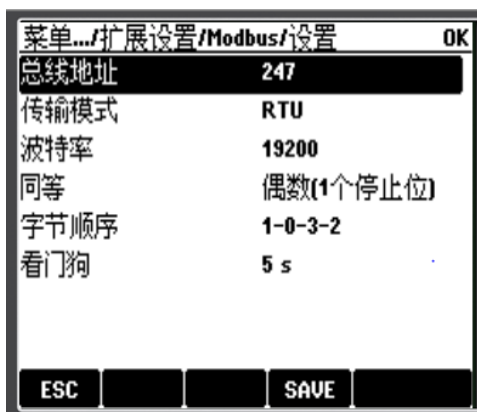 菜单.../扩展设置/Modbus/设置 OK
总线地址 247
传输模式 RTU
波特率 19200
同等 偶数(1个停止位)
字节顺序 1-0-3-2
看门狗 5 s
ESC SAVE